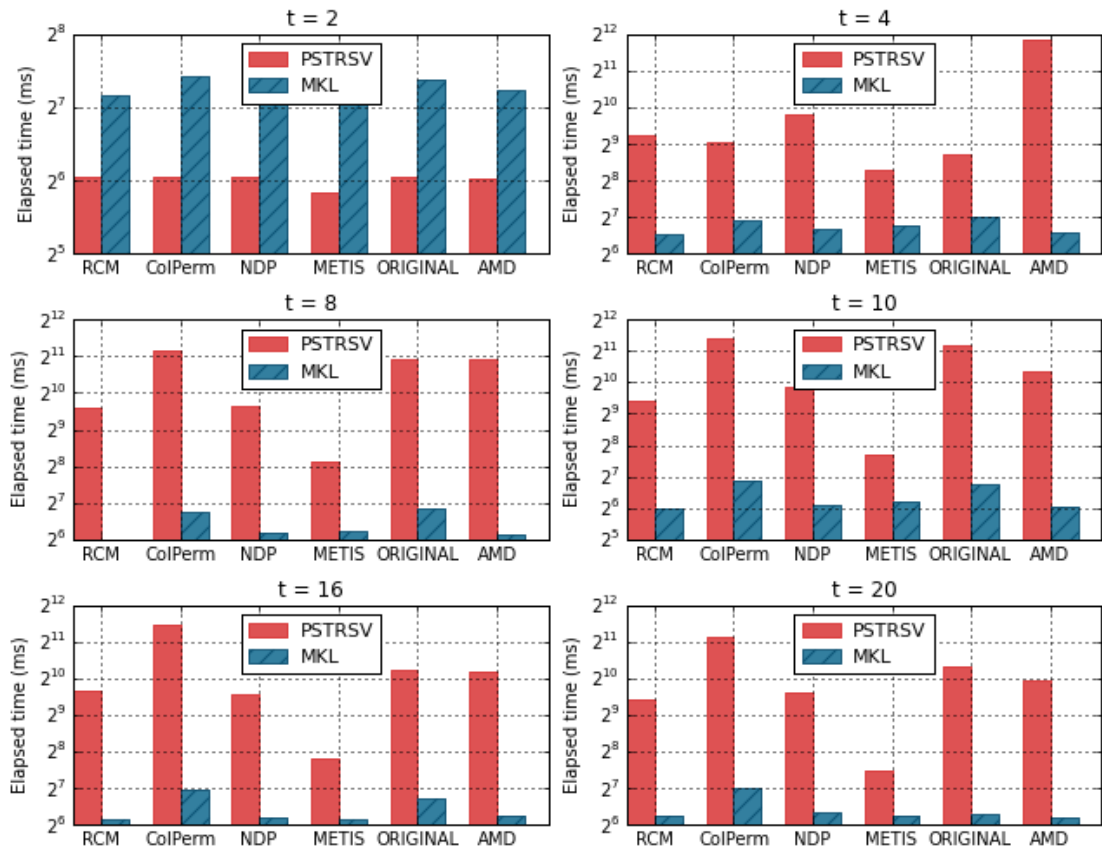 t = 2
2^8
2^7
2^6
2^5
Elapsed time (ms)
PSTRSV
MKL
RCM ColPerm NDP METIS ORIGINAL AMD
t = 4
2^12
2^11
2^10
2^9
2^8
2^7
2^6
Elapsed time (ms)
PSTRSV
MKL
RCM ColPerm NDP METIS ORIGINAL AMD
t = 8
2^12
2^11
2^10
2^9
2^8
2^7
2^6
Elapsed time (ms)
PSTRSV
MKL
RCM ColPerm NDP METIS ORIGINAL AMD
t = 10
2^12
2^11
2^10
2^9
2^8
2^7
2^6
2^5
Elapsed time (ms)
PSTRSV
MKL
RCM ColPerm NDP METIS ORIGINAL AMD
t = 16
2^12
2^11
2^10
2^9
2^8
2^7
2^6
Elapsed time (ms)
PSTRSV
MKL
RCM ColPerm NDP METIS ORIGINAL AMD
t = 20
2^12
2^11
2^10
2^9
2^8
2^7
2^6
Elapsed time (ms)
PSTRSV
MKL
RCM ColPerm NDP METIS ORIGINAL AMD